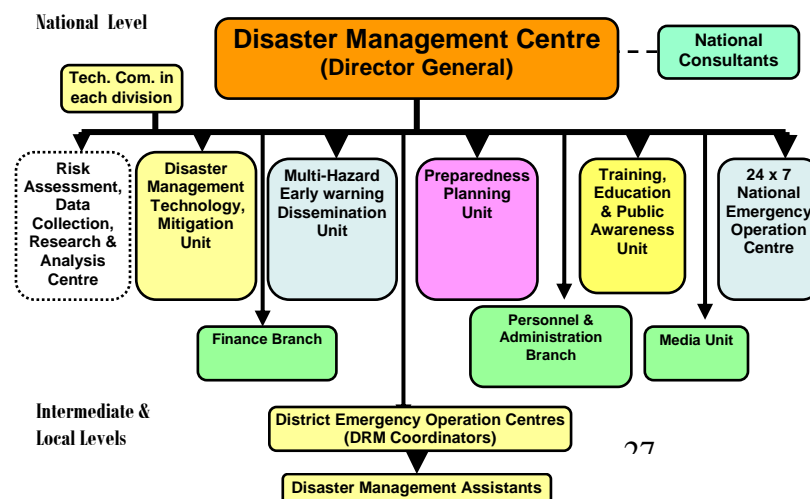 National Level
Disaster Management Centre
(Director General)
National
Consultants
Tech. Com. in
each division
Risk
Assessment,
Data
Collection,
Research &
Analysis
Centre
Disaster
Management
Technology,
Mitigation
Unit
Multi-Hazard
Early warning
Dissemination
Unit
Preparedness
Planning
Unit
Training,
Education
& Public
Awareness
Unit
24 x 7
National
Emergency
Operation
Centre
Finance Branch
Personnel &
Administration
Branch
Media Unit
Intermediate &
Local Levels
District Emergency Operation Centres
(DRM Coordinators)
27
Disaster Management Assistants